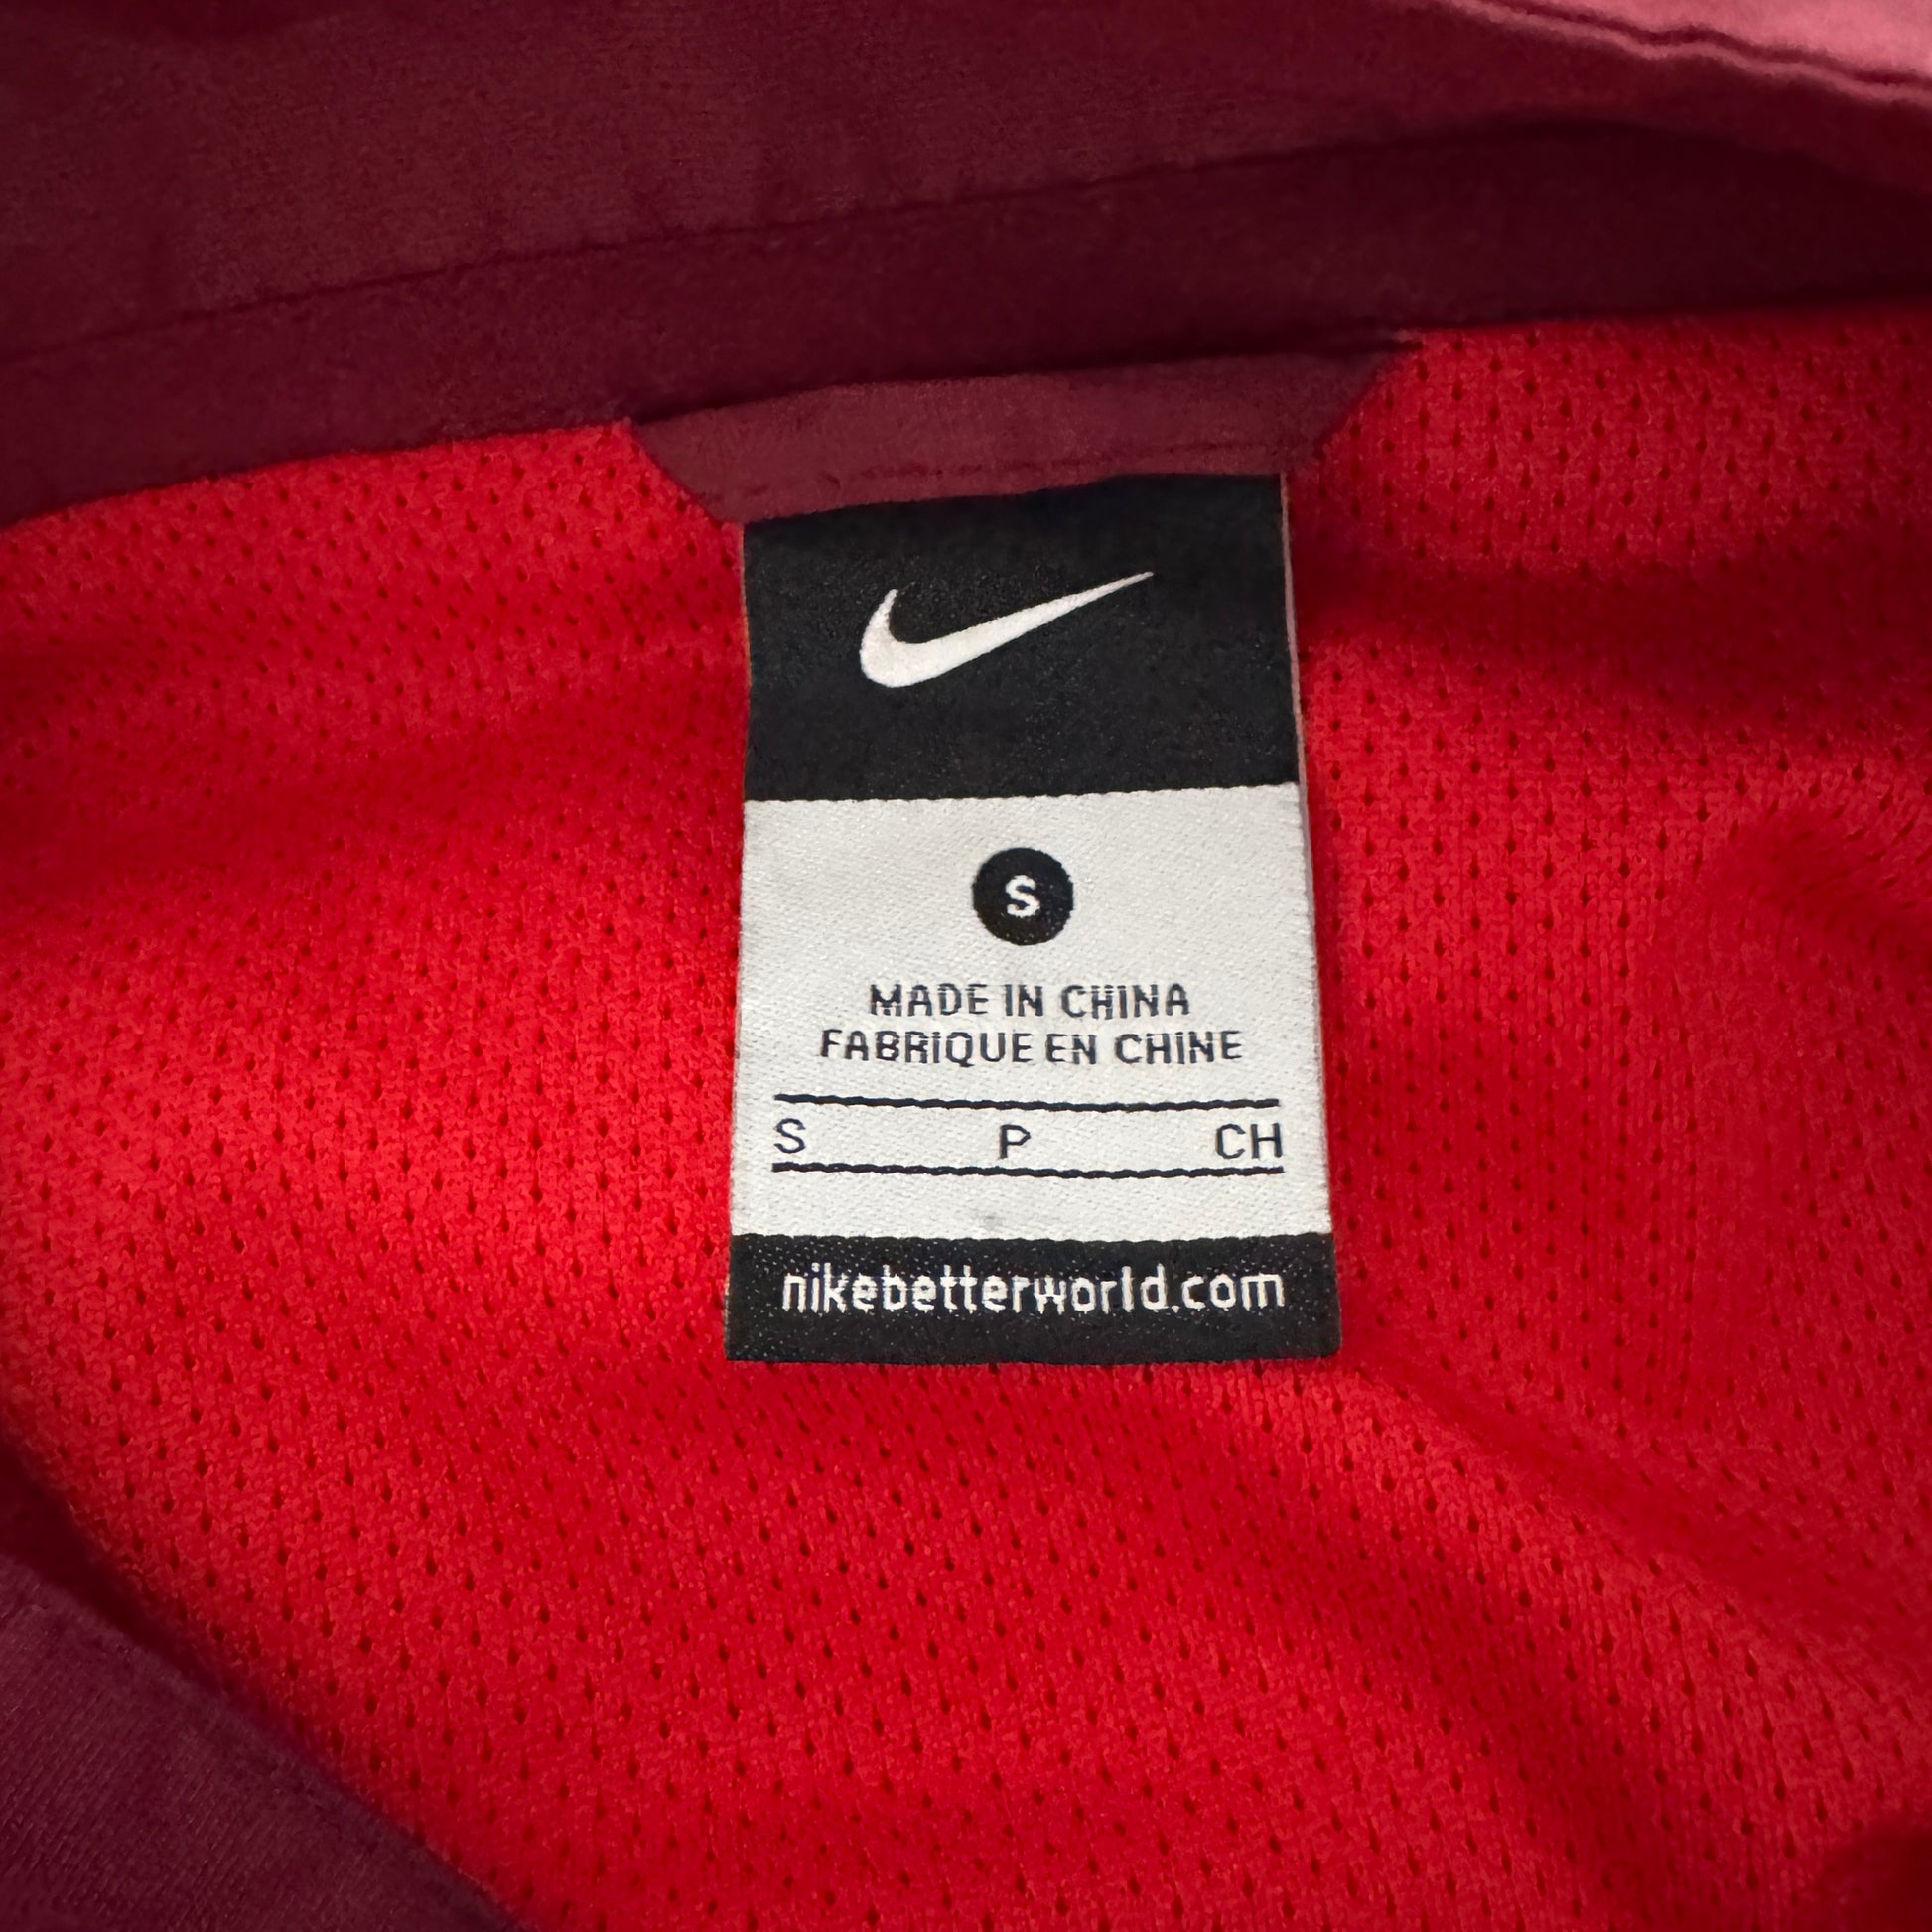 S
MADE IN CHINA
FABRIQUE EN CHINE
S P CH
nikebetterworld.com